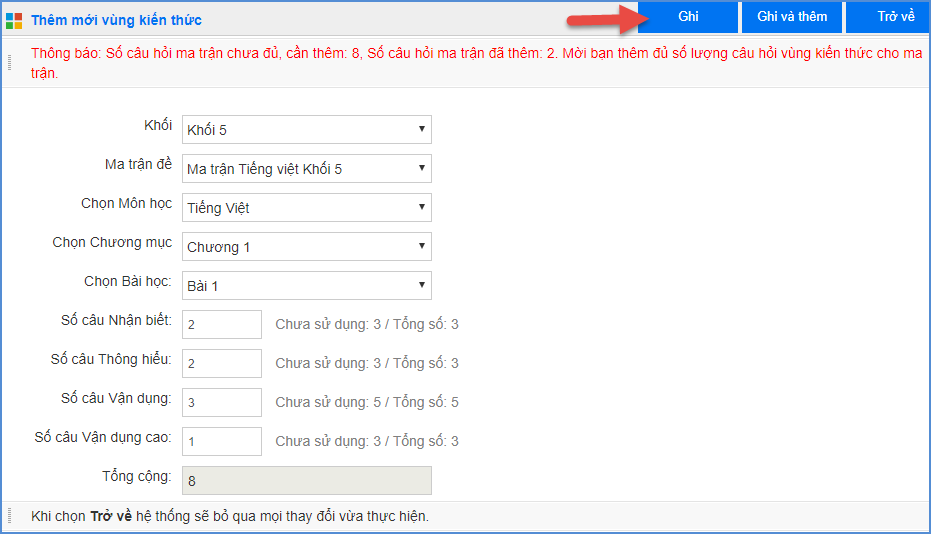 Thêm mới vùng kiến thức
Ghi
Ghi và thêm
Trở về
Thông báo: Số câu hỏi ma trận chưa đủ, cần thêm: 8, Số câu hỏi ma trận đã thêm: 2. Mời bạn thêm đủ số lượng câu hỏi vùng kiến thức cho ma
trận.
Khối
Khối 5
Ma trận đề
Ma trận Tiếng việt Khối 5
Chọn Môn học
Tiếng Việt
Chọn Chương mục
Chương 1
Chọn Bài học:
Bài 1
Số câu Nhận biết:
2
Chưa sử dụng: 3 / Tổng số: 3
Số câu Thông hiểu:
2
Chưa sử dụng: 3 / Tổng số: 3
Số câu Vận dụng:
3
Chưa sử dụng: 5 / Tổng số: 5
Số câu Vận dụng cao:
1
Chưa sử dụng: 3 / Tổng số: 3
Tổng cộng:
8
Khi chọn Trở về hệ thống sẽ bỏ qua mọi thay đổi vừa thực hiện.